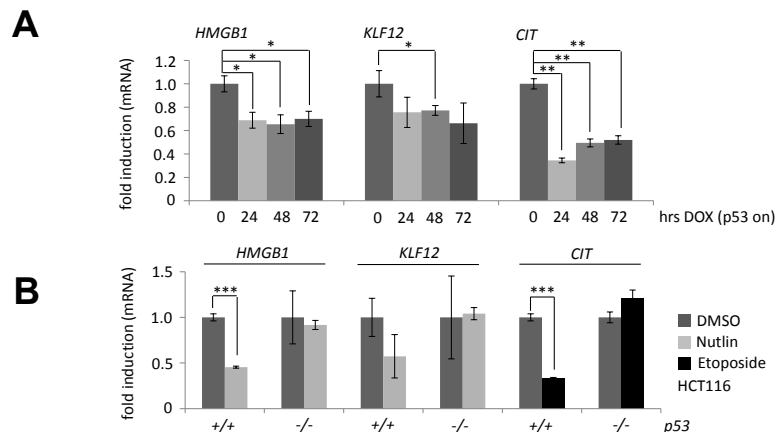 A
HMGB1 KLF12 CIT
fold induction (mRNA)
1.2
1.0
0.8
0.6
0.4
0.2
0
* * *
*
** ** **
0 24 48 72 0 24 48 72 0 24 48 72 hrs DOX (p53 on)
B
HMGB1 KLF12 CIT
fold induction (mRNA)
1.5
1.0
0.5
0
***
***
DMSO
Nutlin
Etoposide
HCT116
+/+ -/- +/+ -/- +/+ -/- p53